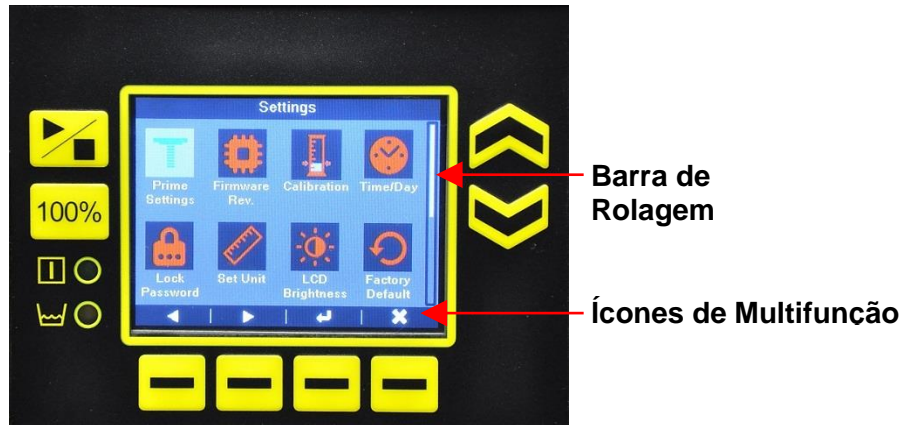 Settings
Prime
Settings
Firmware
Rev.
Calibration
Time/Day
Lock
Password
Set Unit
LCD
Brightness
Factory
Default
100%
Barra de
Rolagem
Ícones de Multifunção